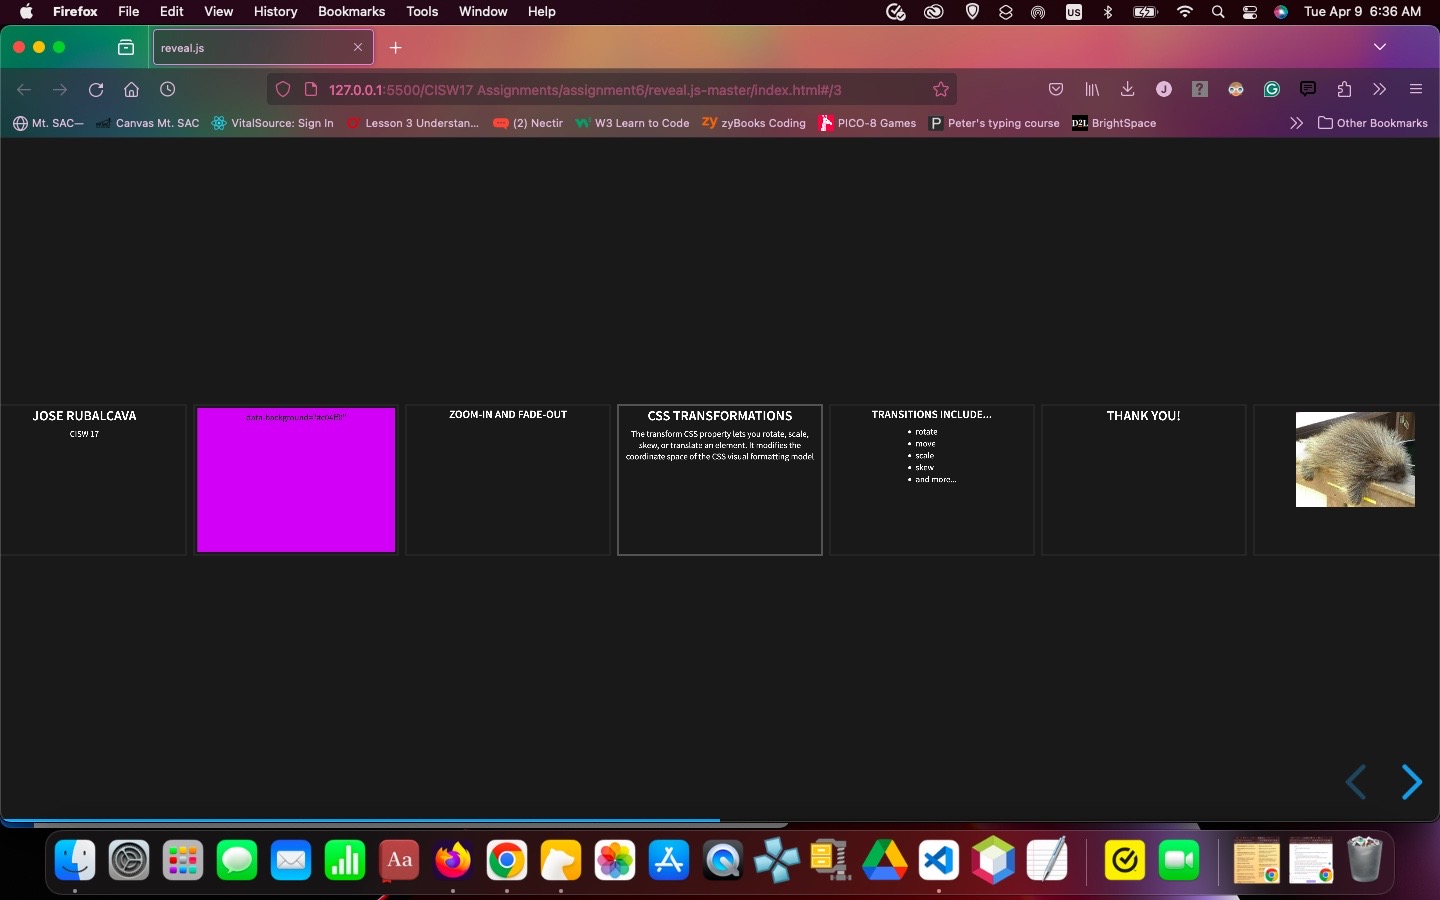 Firefox File Edit View History Bookmarks Tools Window Help US Tue Apr 9 6:36 AM
reveal.js
127.0.0.1:5500/CISW17 Assignments/assignment6/reveal.js-master/index.html#/3
J ?
Mt. SAC— Canvas Mt. SAC VitalSource: Sign In Lesson 3 Understan... (2) Nectir W3 Learn to Code zy zyBooks Coding PICO-8 Games P Peter's typing course D2L BrightSpace Other Bookmarks
JOSE RUBALCAVA
CISW 17
ZOOM-IN AND FADE-OUT
CSS TRANSFORMATIONS
The transform CSS property lets you rotate, scale,
skew, or translate an element. It modifies the
coordinate space of the CSS visual formatting model
TRANSITIONS INCLUDE...
• rotate
• move
• scale
• skew
• and more...
THANK YOU!
Aa